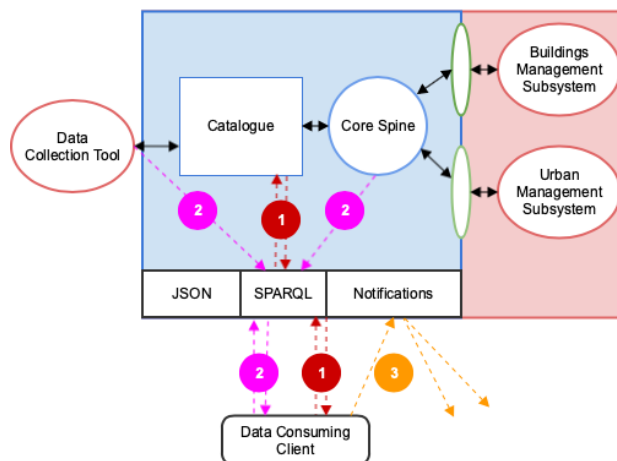 Buildings
Management
Subsystem
Data
Collection Tool
Catalogue
Core Spine
Urban
Management
Subsystem
2
1
2
JSON
SPARQL
Notifications
2
1
3
Data Consuming
Client